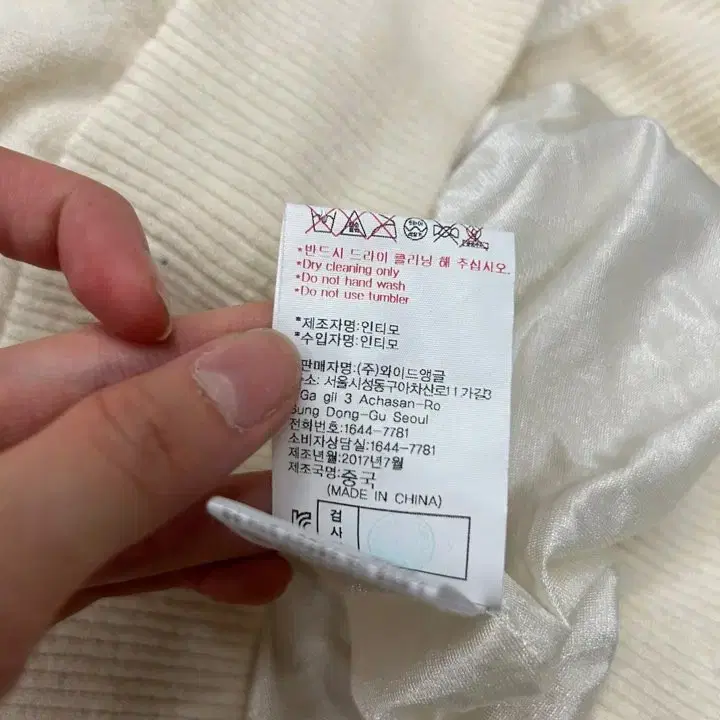 *반드시 드라이 클리닝 해 주십시오.
*Dry cleaning only
*Do not hand wash
*Do not use tumbler
*제조자명:인티모
*수입자명:인티모
판매자명:(주)와이드앵글
주소: 서울시성동구아차산로11가길3
Ga gil 3 Achasan-Ro
Sung Dong-Gu Seoul
전화번호:1644-7781
소비자상담실:1644-7781
제조년월:2017년7월
제조국명:중국
(MADE IN CHINA)
검
사